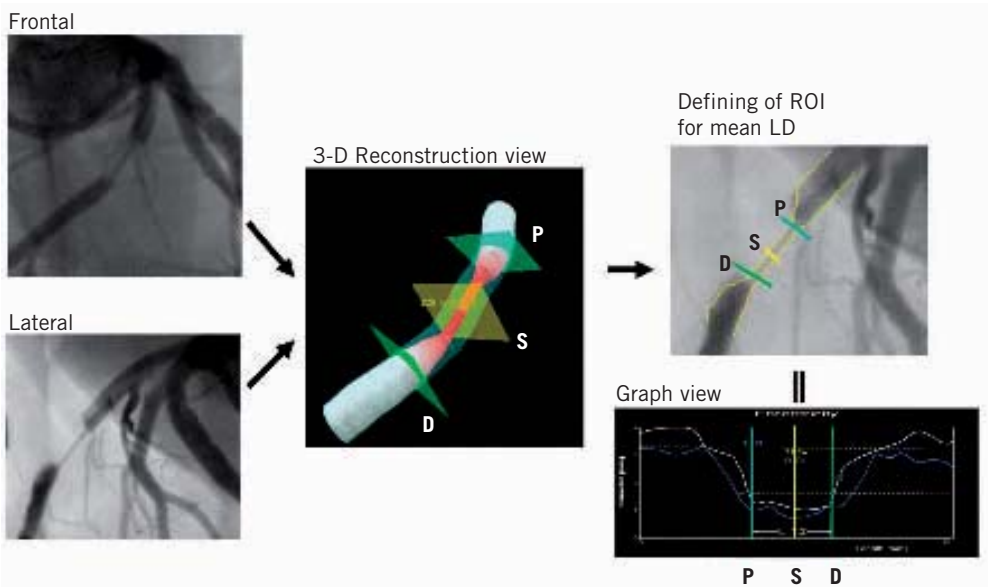 Frontal
Lateral
3-D Reconstruction view
P
S
D
Defining of ROI
for mean LD
P
S
D
Graph view
P S D